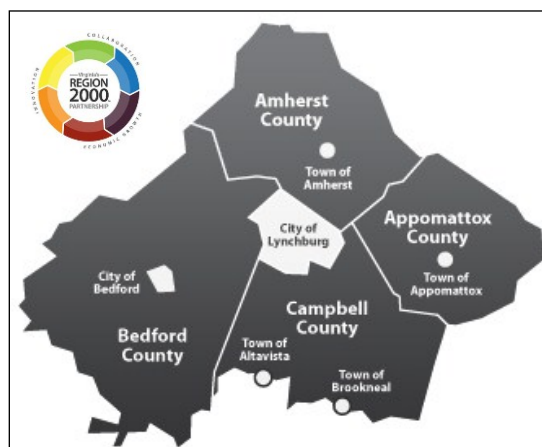 COLLABORATION
INNOVATION
ECONOMIC GROWTH
Virginia's
REGION
2000
PARTNERSHIP
Amherst
County
Town of
Amherst
City of
Lynchburg
Appomattox
County
Town of
Appomattox
City of
Bedford
Bedford
County
Campbell
County
Town of
Altavista
Town of
Brookneal